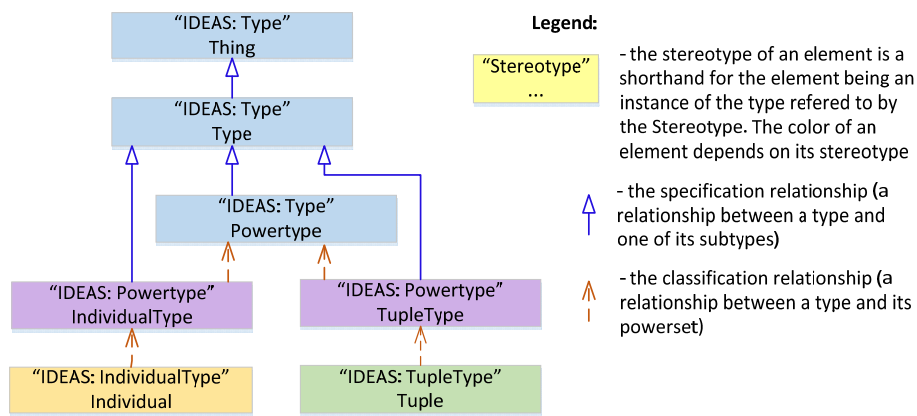 “IDEAS: Type”
Thing
“IDEAS: Type”
Type
“IDEAS: Type”
Powertype
“IDEAS: Powertype”
IndividualType
“IDEAS: Powertype”
TupleType
“IDEAS: IndividualType”
Individual
“IDEAS: TupleType”
Tuple
Legend:
“Stereotype”
...
- the stereotype of an element is a
shorthand for the element being an
instance of the type refered to by
the Stereotype. The color of an
element depends on its stereotype
- the specification relationship (a
relationship between a type and
one of its subtypes)
- the classification relationship (a
relationship between a type and its
powerset)